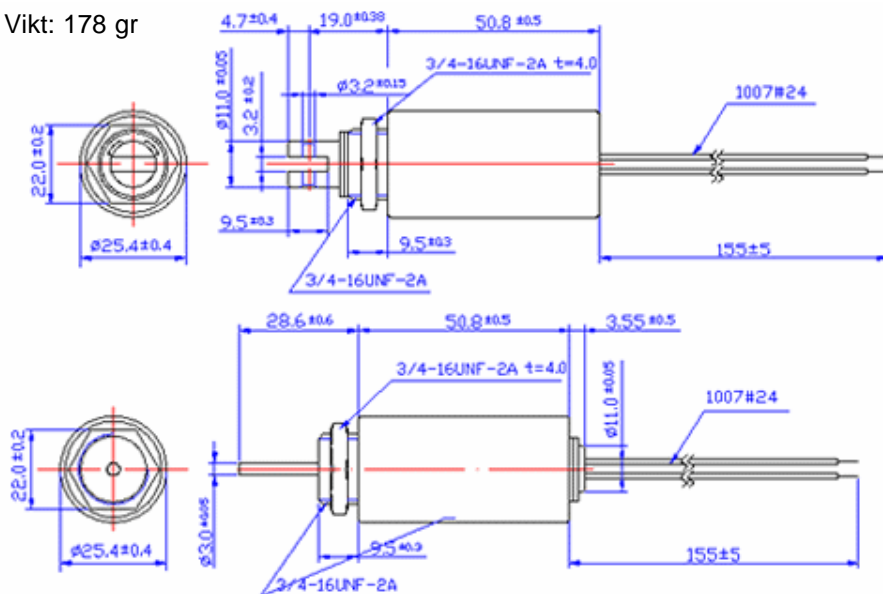 Vikt: 178 gr
4.7±0.4
19.0±0.38
50.8 ±0.5
3/4-16UNF-2A t=4.0
1007#24
ø3.2±0.15
ø11.0 ±0.05
3.2 ±0.2
22.0±0.2
ø25.4±0.4
9.5±0.3
9.5±0.3
155±5
3/4-16UNF-2A
28.6±0.6
50.8±0.5
3.55±0.5
3/4-16UNF-2A t=4.0
1007#24
ø11.0±0.05
22.0±0.2
ø25.4±0.4
ø3.0±0.05
9.5±0.3
155±5
3/4-16UNF-2A